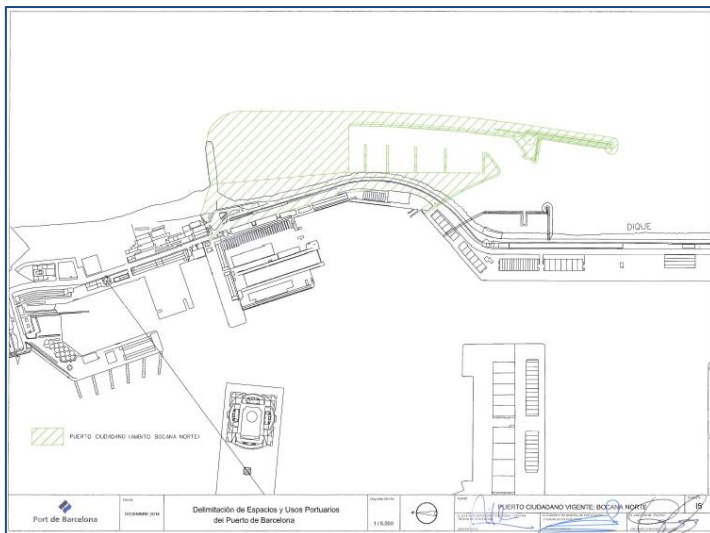 DIQUE
PUERTO CIUDADANO (AMBITO BOCANA NORTE)
Port de Barcelona
DICIEMBRE 2014
Delimitación de Espacios y Usos Portuarios
del Puerto de Barcelona
1 / 5.000
PUERTO CIUDADANO VIGENTE: BOCANA NORTE